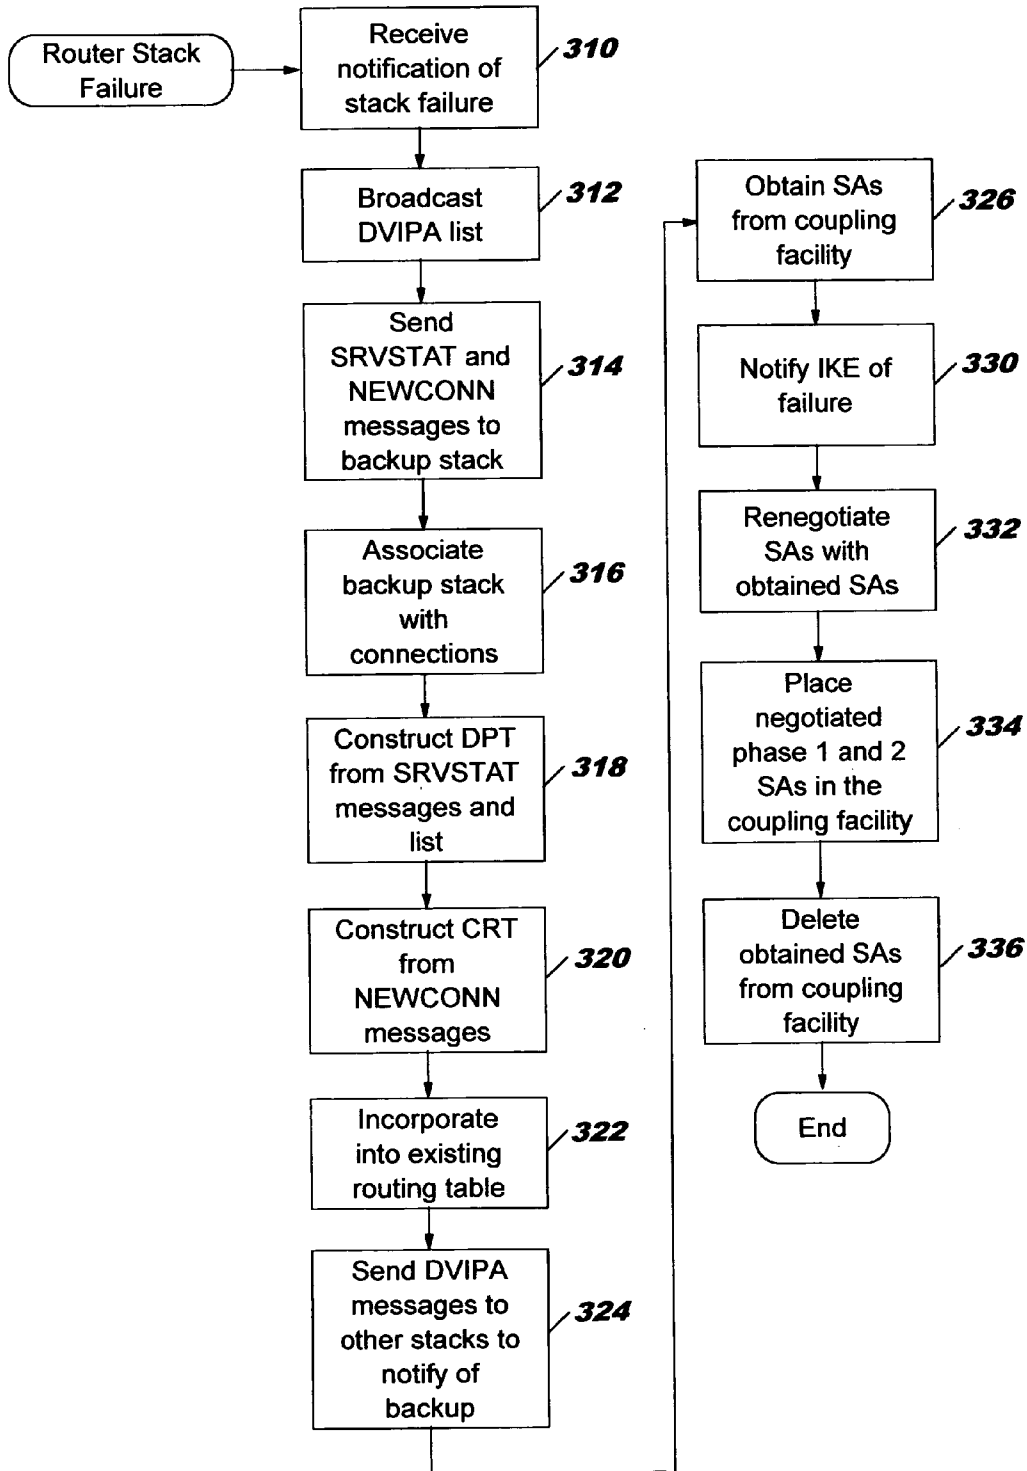 Router Stack
Failure
Receive
notification of
stack failure
310
Broadcast
DVIPA list
312
Send
SRVSTAT and
NEWCONN
messages to
backup stack
314
Associate
backup stack
with
connections
316
Construct DPT
from SRVSTAT
messages and
list
318
Construct CRT
from
NEWCONN
messages
320
Incorporate
into existing
routing table
322
Send DVIPA
messages to
other stacks to
notify of
backup
324
Obtain SAs
from coupling
facility
326
Notify IKE of
failure
330
Renegotiate
SAs with
obtained SAs
332
Place
negotiated
phase 1 and 2
SAs in the
coupling facility
334
Delete
obtained SAs
from coupling
facility
336
End